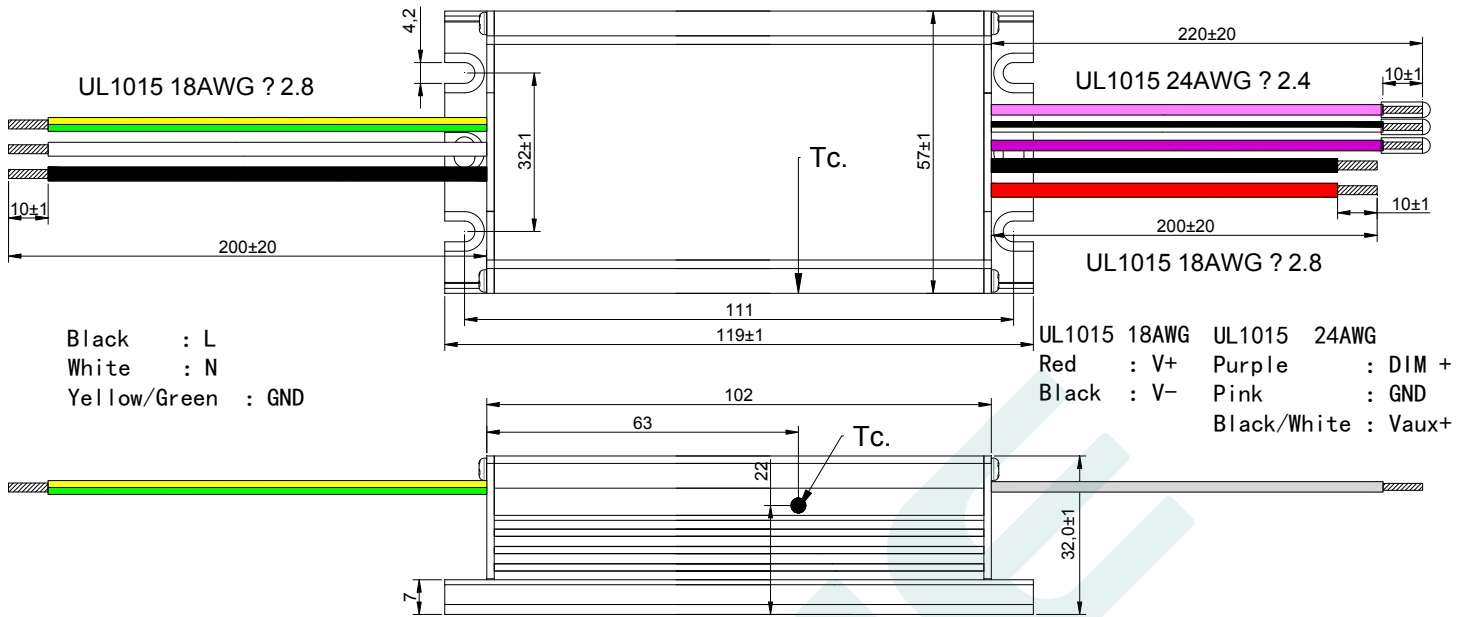 4,2
220±20
UL1015 18AWG ? 2.8
UL1015 24AWG ? 2.4
10±1
32±1
Tc.
57±1
10±1
10±1
200±20
200±20
UL1015 18AWG ? 2.8
111
119±1
Black : L
White : N
Yellow/Green : GND
UL1015 18AWG UL1015 24AWG
Red : V+ Purple : DIM +
Black : V- Pink : GND
Black/White : Vaux+
102
63
Tc.
22
32,0±1
7